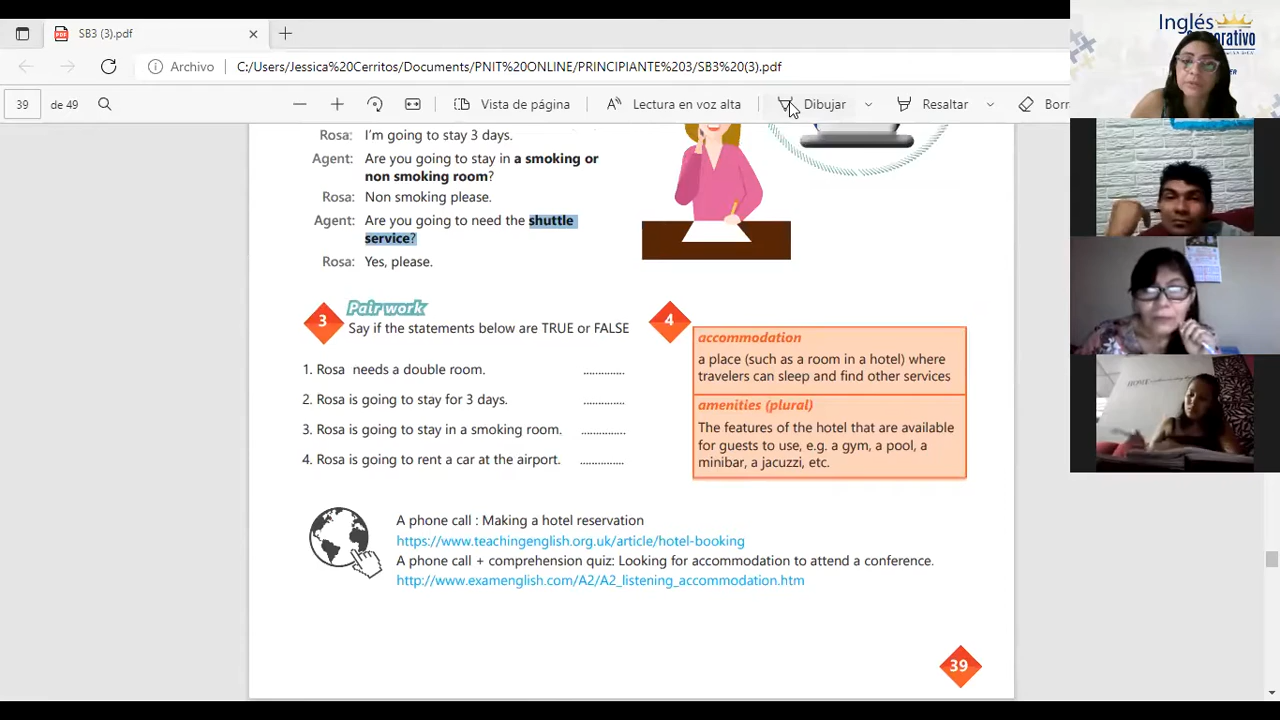 SB3 (3).pdf
Archivo
C:/Users/Jessica%20Cerritos/Documents/PDF%20ONLINE/PRINCIPIANTE%203/SB3%20(3).pdf
39 de 49
Vista de página
Lectura en voz alta
Dibujar
Resaltar
Borr
Inglés
Rosa: I'm going to stay 3 days.
Agent: Are you going to stay in a smoking or
non smoking room?
Rosa: Non smoking please.
Agent: Are you going to need the shuttle
service?
Rosa: Yes, please.
3
Pair work
Say if the statements below are TRUE or FALSE
1. Rosa needs a double room. .............
2. Rosa is going to stay for 3 days. .............
3. Rosa is going to stay in a smoking room. ..............
4. Rosa is going to rent a car at the airport. ..............
4
accommodation
a place (such as a room in a hotel) where
travelers can sleep and find other services
amenities (plural)
The features of the hotel that are available
for guests to use, e.g. a gym, a pool, a
minibar, a jacuzzi, etc.
A phone call : Making a hotel reservation
https://www.teachingenglish.org.uk/article/hotel-booking
A phone call + comprehension quiz: Looking for accommodation to attend a conference.
http://www.examenglish.com/A2/A2_listening_accommodation.htm
39